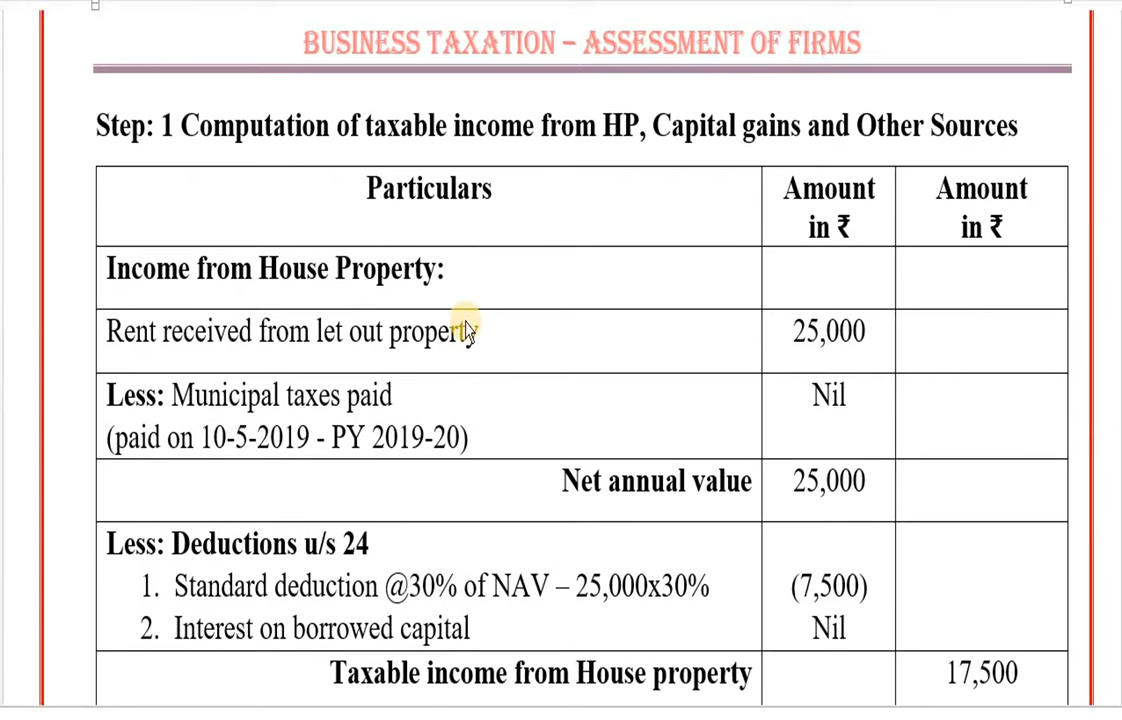 BUSINESS TAXATION – ASSESSMENT OF FIRMS
Step: 1 Computation of taxable income from HP, Capital gains and Other Sources
Particulars Amount in ₹ Amount in ₹
Income from House Property:
Rent received from let out property 25,000
Less: Municipal taxes paid Nil
(paid on 10-5-2019 - PY 2019-20)
Net annual value 25,000
Less: Deductions u/s 24
1. Standard deduction @30% of NAV – 25,000x30% (7,500)
2. Interest on borrowed capital Nil
Taxable income from House property 17,500